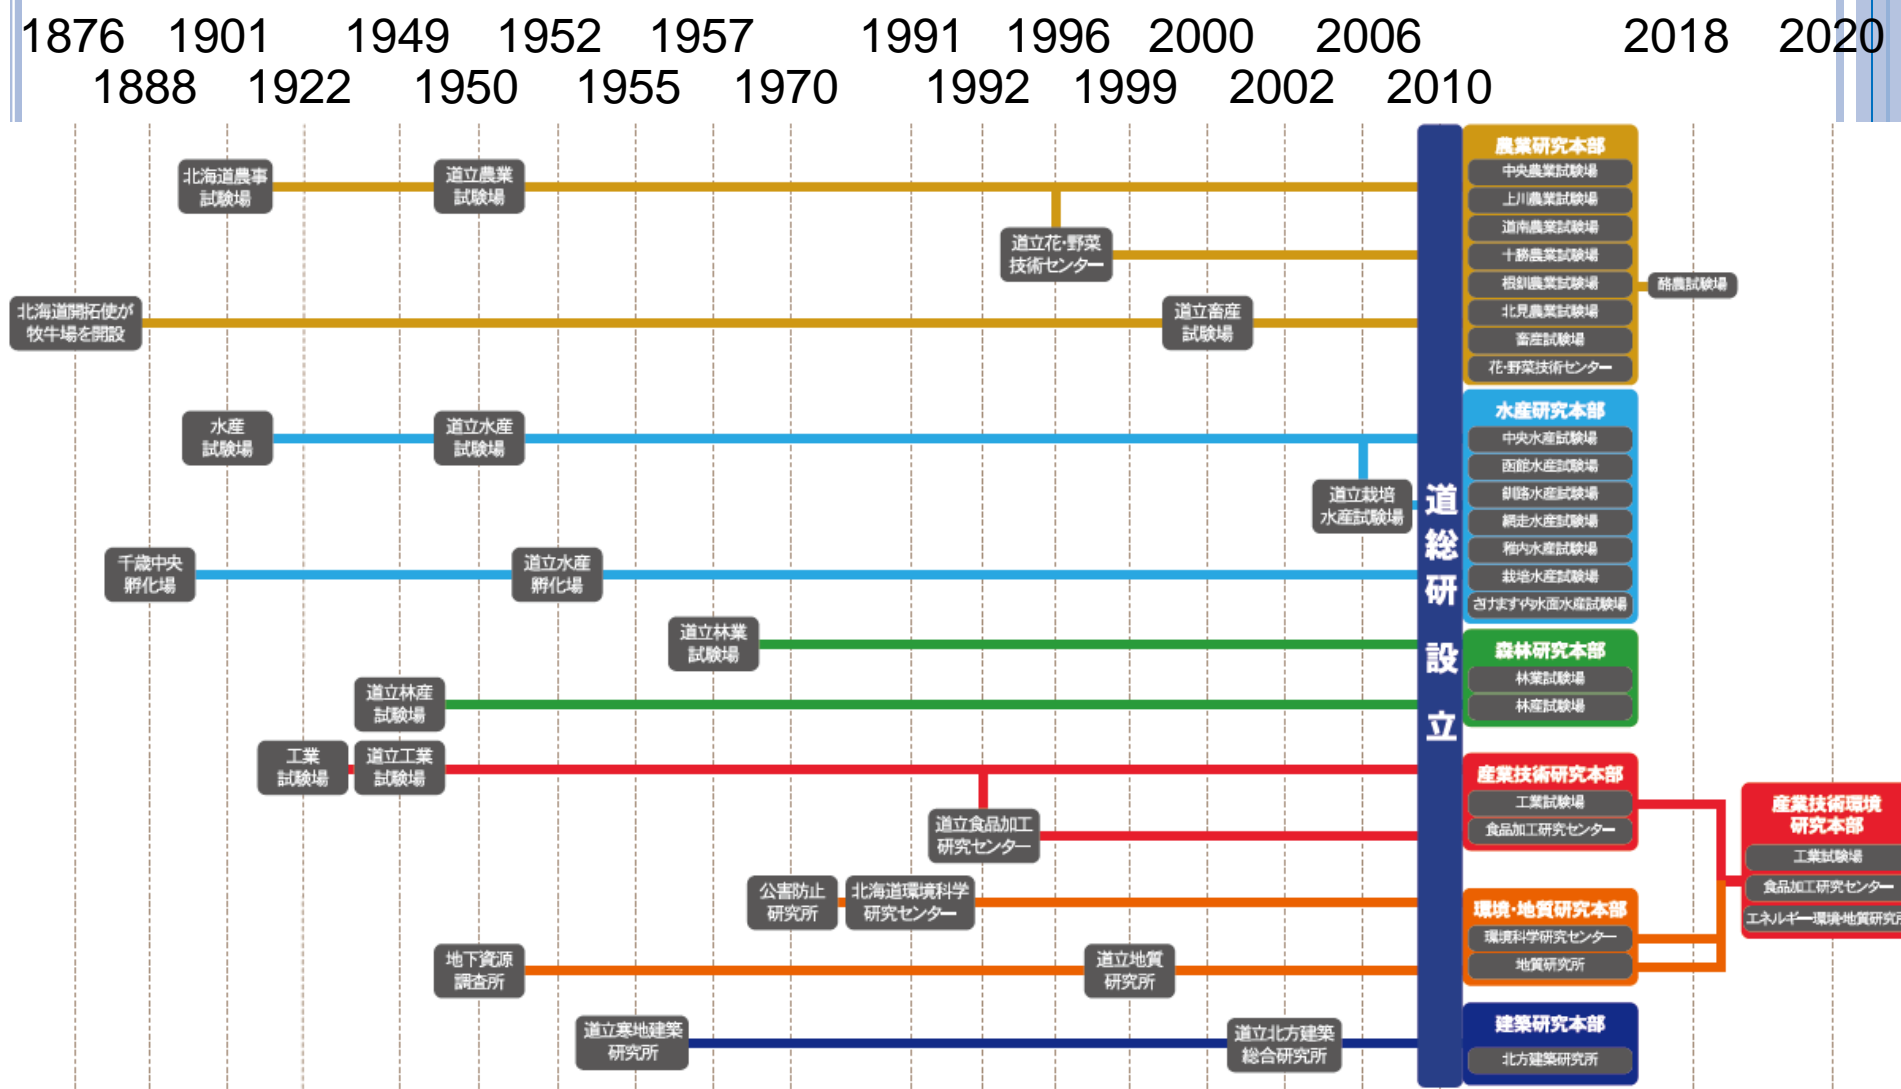 1876 1901 1949 1952 1957 1991 1996 2000 2006 2018 2020
1888 1922 1950 1955 1970 1992 1999 2002 2010
北海道農事
試験場
道立農業
試験場
道立花・野菜
技術センター
北海道開拓使が
牧牛場を開設
道立畜産
試験場
水産
試験場
道立水産
試験場
道立栽培
水産試験場
千歳中央
孵化場
道立水産
孵化場
道立林業
試験場
道立林産
試験場
工業
試験場
道立工業
試験場
道立食品加工
研究センター
公害防止
研究所
北海道環境科学
研究センター
地下資源
調査所
道立地質
研究所
道立寒地建築
研究所
道立北方建築
総合研究所
道総研設立
農業研究本部
中央農業試験場
上川農業試験場
道南農業試験場
十勝農業試験場
根釧農業試験場
北見農業試験場
畜産試験場
花・野菜技術センター
酪農試験場
水産研究本部
中央水産試験場
函館水産試験場
釧路水産試験場
網走水産試験場
稚内水産試験場
栽培水産試験場
さけます内水面水産試験場
森林研究本部
林業試験場
林産試験場
産業技術研究本部
工業試験場
食品加工研究センター
環境・地質研究本部
環境科学研究センター
地質研究所
建築研究本部
北方建築研究所
産業技術環境
研究本部
工業試験場
食品加工研究センター
エネルギー環境・地質研究所